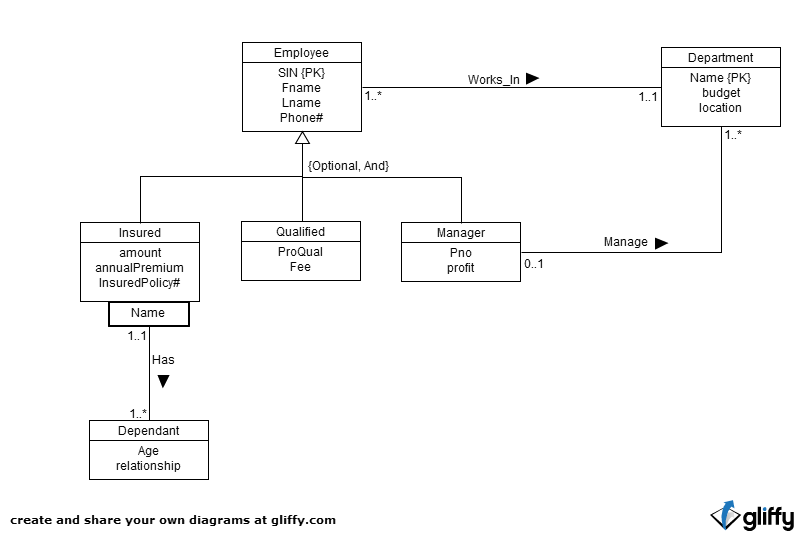 Employee
SIN {PK}
Fname
Lname
Phone#
Works_In
1..*
1..1
Department
Name {PK}
budget
location
1..*
{Optional, And}
Insured
amount
annualPremium
InsuredPolicy#
Name
Qualified
ProQual
Fee
Manager
Pno
profit
Manage
0..1
1..1
Has
1..*
Dependant
Age
relationship
create and share your own diagrams at gliffy.com
gliffy